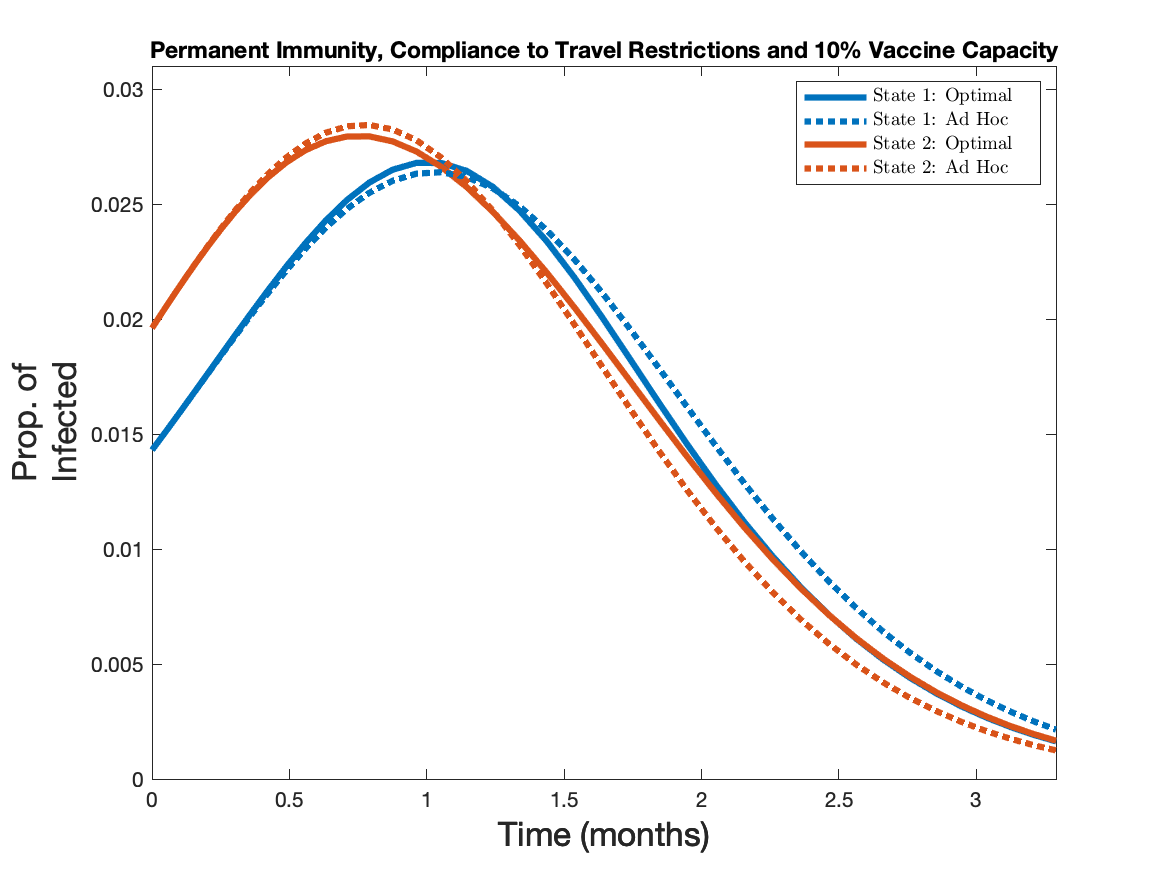 Permanent Immunity, Compliance to Travel Restrictions and 10% Vaccine Capacity
State 1: Optimal
State 1: Ad Hoc
State 2: Optimal
State 2: Ad Hoc
0.03
0.025
0.02
0.015
0.01
0.005
0
Prop. of
Infected
0
0.5
1
1.5
2
2.5
3
Time (months)